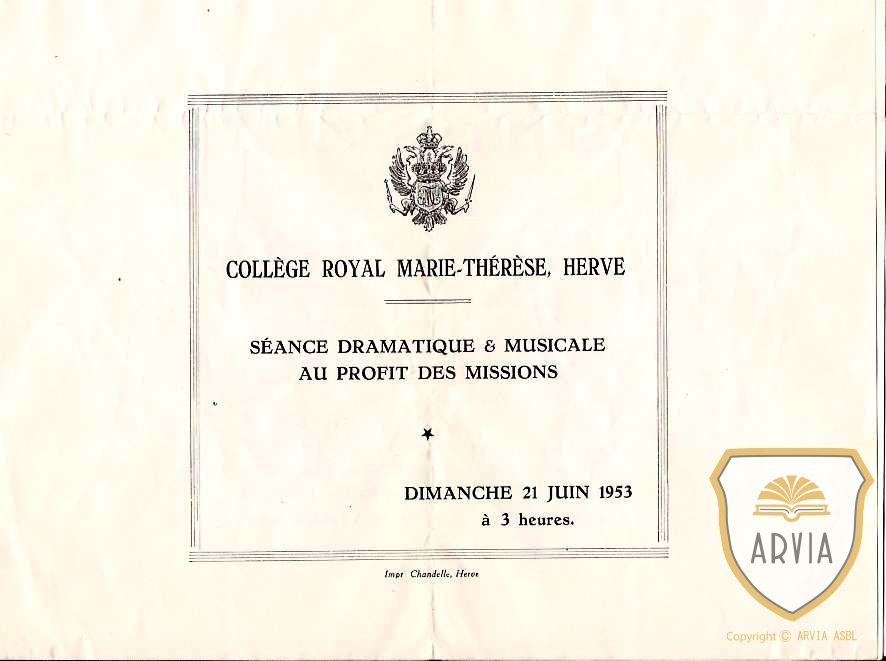 COLLÈGE ROYAL MARIE-THÉRÈSE, HERVE
SÉANCE DRAMATIQUE & MUSICALE
AU PROFIT DES MISSIONS
DIMANCHE 21 JUIN 1953
à 3 heures.
Impr Chandelle, Herve
ARVIA
Copyright © ARVIA ASBL